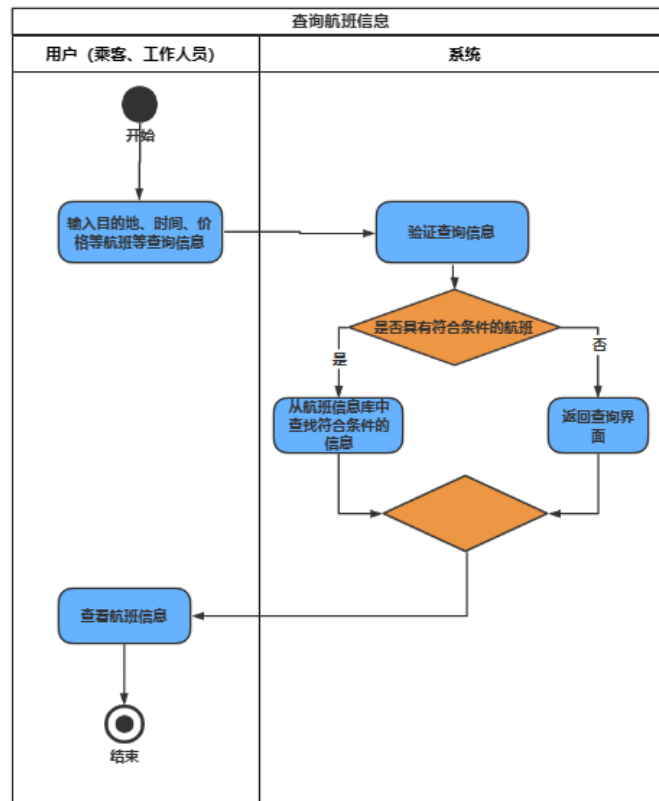 查询航班信息
用户（乘客、工作人员）
系统
开始
输入目的地、时间、价
格等航班等查询信息
验证查询信息
是否具有符合条件的航班
是
否
从航班信息库中
查找符合条件的
信息
返回查询界
面
查看航班信息
结束